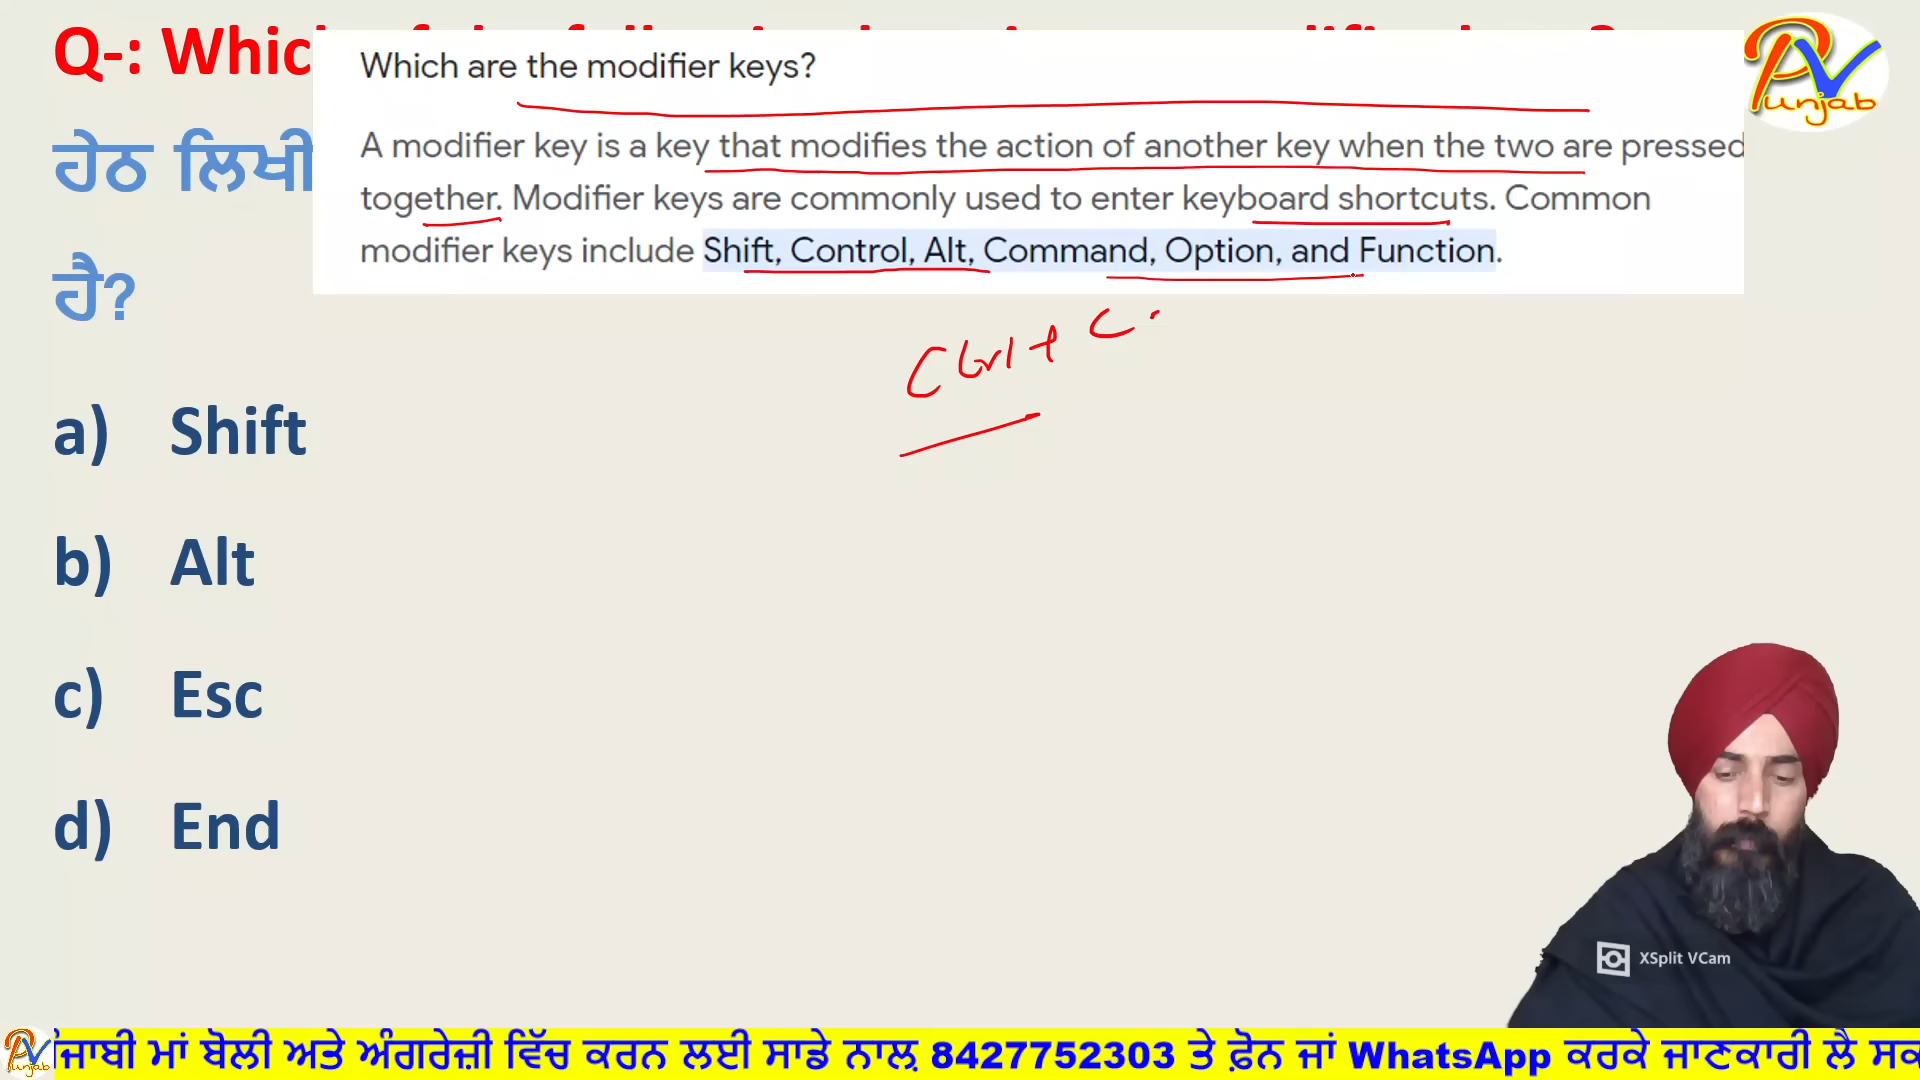 Q-:
Which are the modifier keys?
ਹੇਠ ਲਿਖੀ
A modifier key is a key that modifies the action of another key when the two are pressed
together. Modifier keys are commonly used to enter keyboard shortcuts. Common
modifier keys include Shift, Control, Alt, Command, Option, and Function.
ਹੈ?
Ctrl + C.
a) Shift
b) Alt
c) Esc
d) End
PV Punjab
XSplit VCam
ਮਾਂ ਬੋਲੀ ਅਤੇ ਅੰਗਰੇਜ਼ੀ ਵਿੱਚ ਕਰਨ ਲਈ ਸਾਡੇ ਨਾਲ਼ 8427752303 ਤੇ ਫ਼ੋਨ ਜਾਂ WhatsApp ਕਰਕੇ ਜਾਣਕਾਰੀ ਲੈ